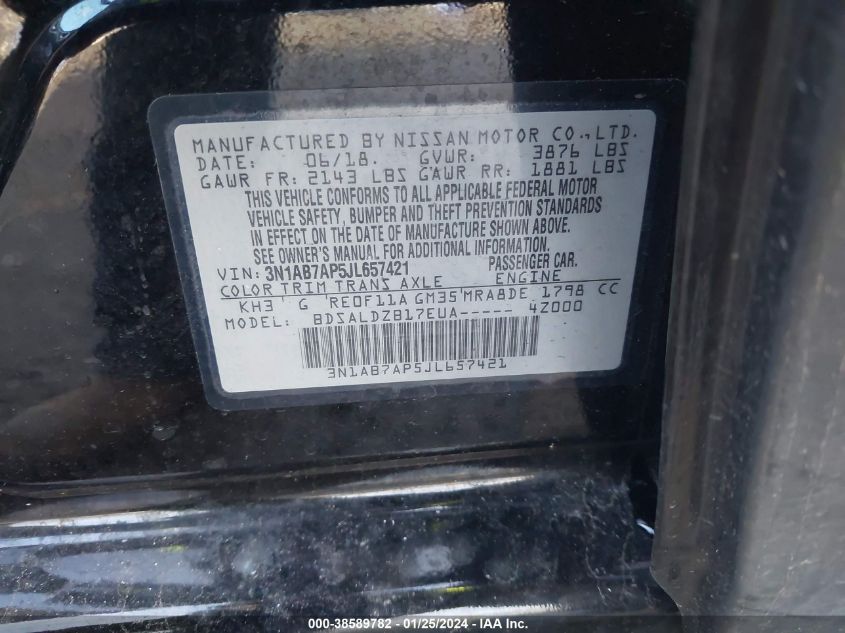 MANUFACTURED BY NISSAN MOTOR CO., LTD.
DATE: 06/18. GVWR: 3876 LBS
GAWR FR: 2143 LBS GAWR RR: 1881 LBS
THIS VEHICLE CONFORMS TO ALL APPLICABLE FEDERAL MOTOR
VEHICLE SAFETY, BUMPER AND THEFT PREVENTION STANDARDS
IN EFFECT ON THE DATE OF MANUFACTURE SHOWN ABOVE.
SEE OWNER'S MANUAL FOR ADDITIONAL INFORMATION.
VIN: 3N1AB7AP5JL657421 PASSENGER CAR.
COLOR TRIM TRANS AXLE ENGINE
KH3 G RE0F11A GM35 MRA8DE 1798 CC
MODEL: BDSALDZB17EUA----- 4Z000
3N1AB7AP5JL657421
000-38589782 - 01/25/2024 - © IAA Holdings, LLC